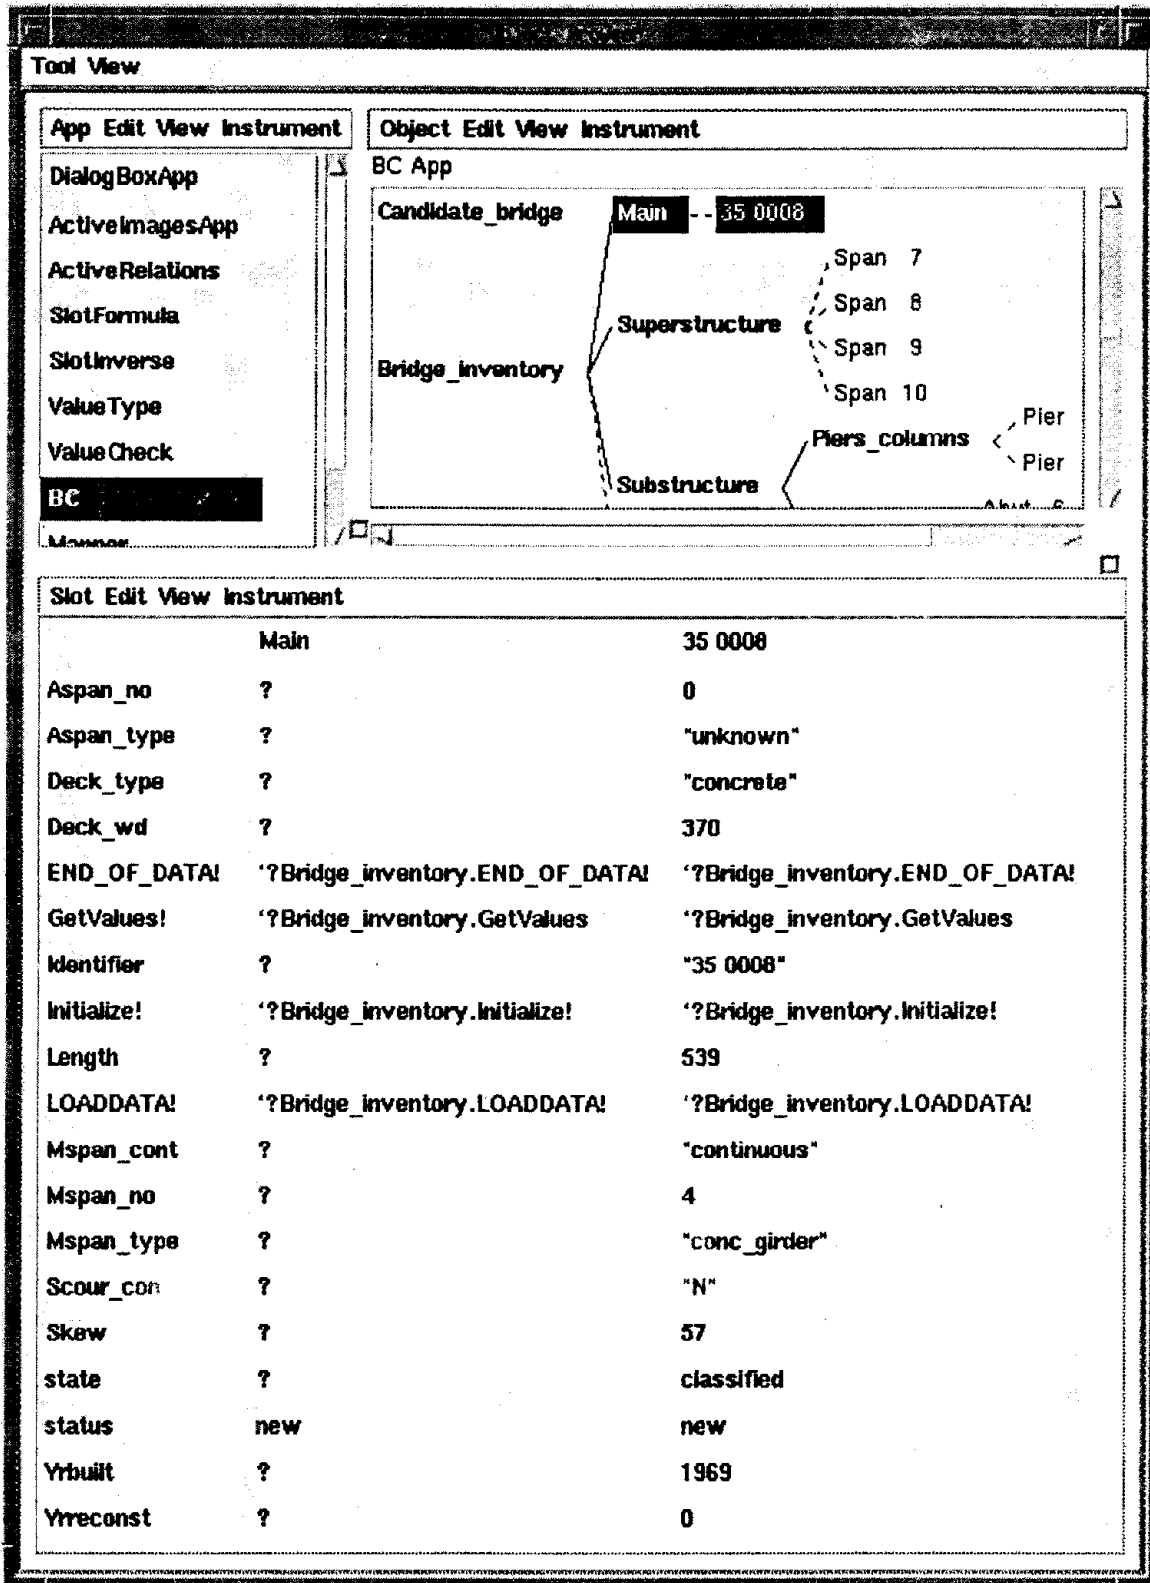 Tool View
App Edit View Instrument
Object Edit View Instrument
DialogBoxApp
ActiveImagesApp
ActiveRelations
SlotFormula
SlotInverse
ValueType
ValueCheck
BC
Manner
BC App
Candidate_bridge Main -- 35 0008
Span 7
Superstructure Span 8
Span 9
Bridge_inventory
Span 10
Piers_columns Pier
Pier
Substructure
Abut 6
Slot Edit View Instrument
Main 35 0008
Aspan_no ? 0
Aspan_type ? "unknown"
Deck_type ? "concrete"
Deck_wd ? 370
END_OF_DATA! '?Bridge_inventory.END_OF_DATA! '?Bridge_inventory.END_OF_DATA!
GetValues! '?Bridge_inventory.GetValues '?Bridge_inventory.GetValues
Identifier ? "35 0008"
Initialize! '?Bridge_inventory.Initialize! '?Bridge_inventory.Initialize!
Length ? 539
LOADDATA! '?Bridge_inventory.LOADDATA! '?Bridge_inventory.LOADDATA!
Mspan_cont ? "continuous"
Mspan_no ? 4
Mspan_type ? "conc_girder"
Scour_con ? "N"
Skew ? 57
state ? classified
status new new
Yrbuilt ? 1969
Yrreconst ? 0